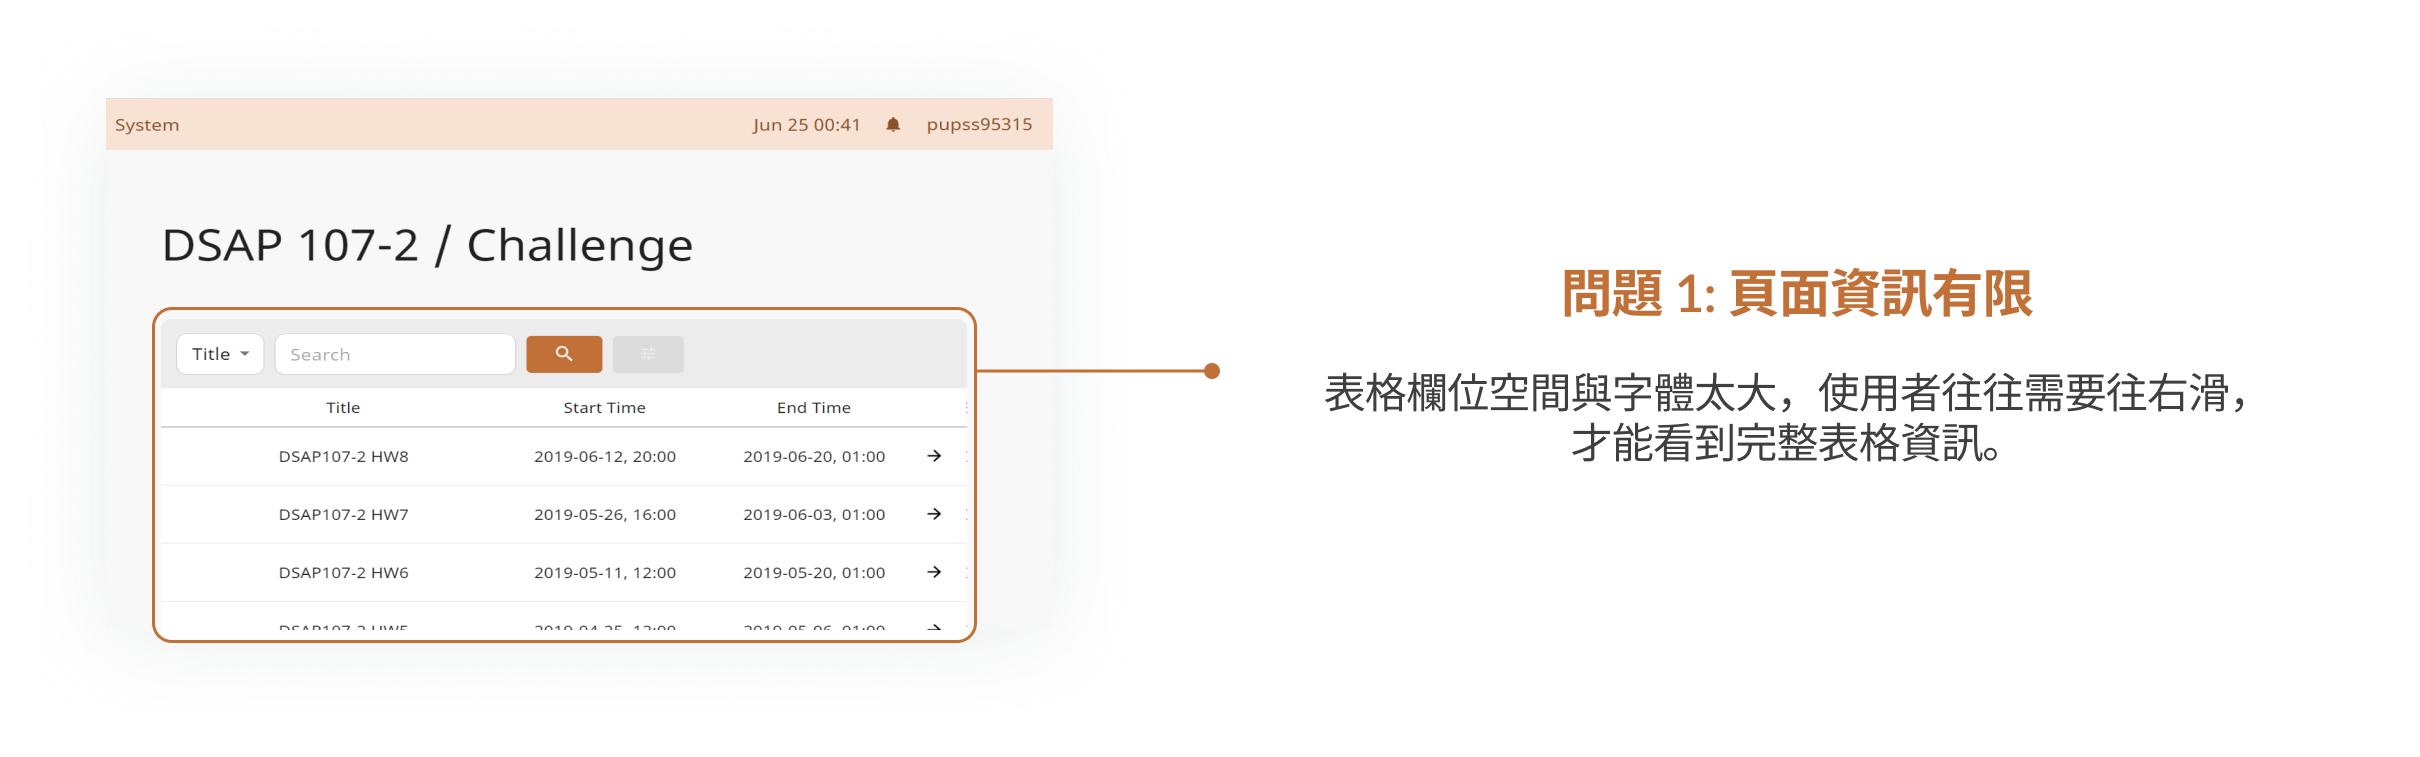 System
Jun 25 00:41
pupss95315
DSAP 107-2 / Challenge
Title
Search
Title Start Time End Time
DSAP107-2 HW8 2019-06-12, 20:00 2019-06-20, 01:00
DSAP107-2 HW7 2019-05-26, 16:00 2019-06-03, 01:00
DSAP107-2 HW6 2019-05-11, 12:00 2019-05-20, 01:00
問題 1: 頁面資訊有限
表格欄位空間與字體太大，使用者往往需要往右滑，
才能看到完整表格資訊。